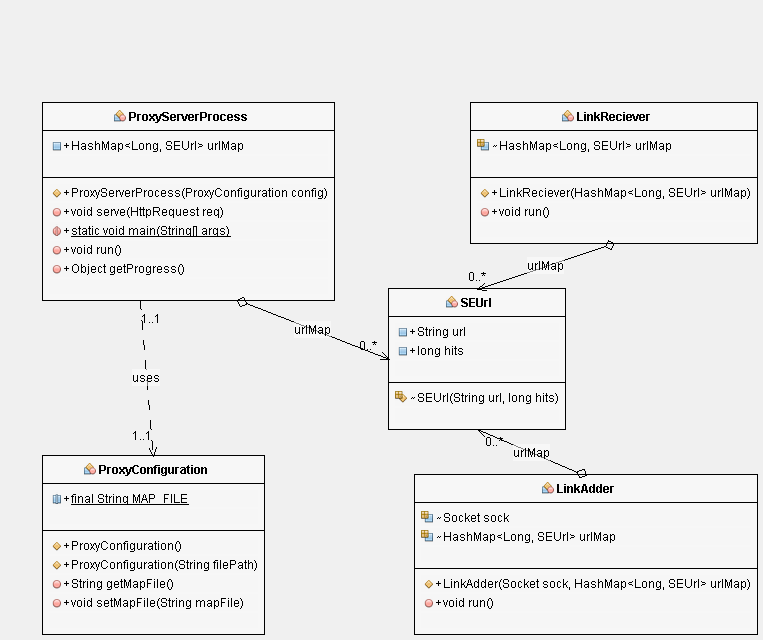 ProxyServerProcess
+HashMap<Long, SEUrl> urlMap
+ProxyServerProcess(ProxyConfiguration config)
+void serve(HttpRequest req)
+static void main(String[] args)
+void run()
+Object getProgress()
LinkReciever
~HashMap<Long, SEUrl> urlMap
+LinkReciever(HashMap<Long, SEUrl> urlMap)
+void run()
urlMap
0..*
SEUrl
+String url
+long hits
~SEUrl(String url, long hits)
urlMap
0..*
1..1
uses
1..1
0..*
urlMap
ProxyConfiguration
+final String MAP_FILE
+ProxyConfiguration()
+ProxyConfiguration(String filePath)
+String getMapFile()
+void setMapFile(String mapFile)
LinkAdder
~Socket sock
~HashMap<Long, SEUrl> urlMap
+LinkAdder(Socket sock, HashMap<Long, SEUrl> urlMap)
+void run()